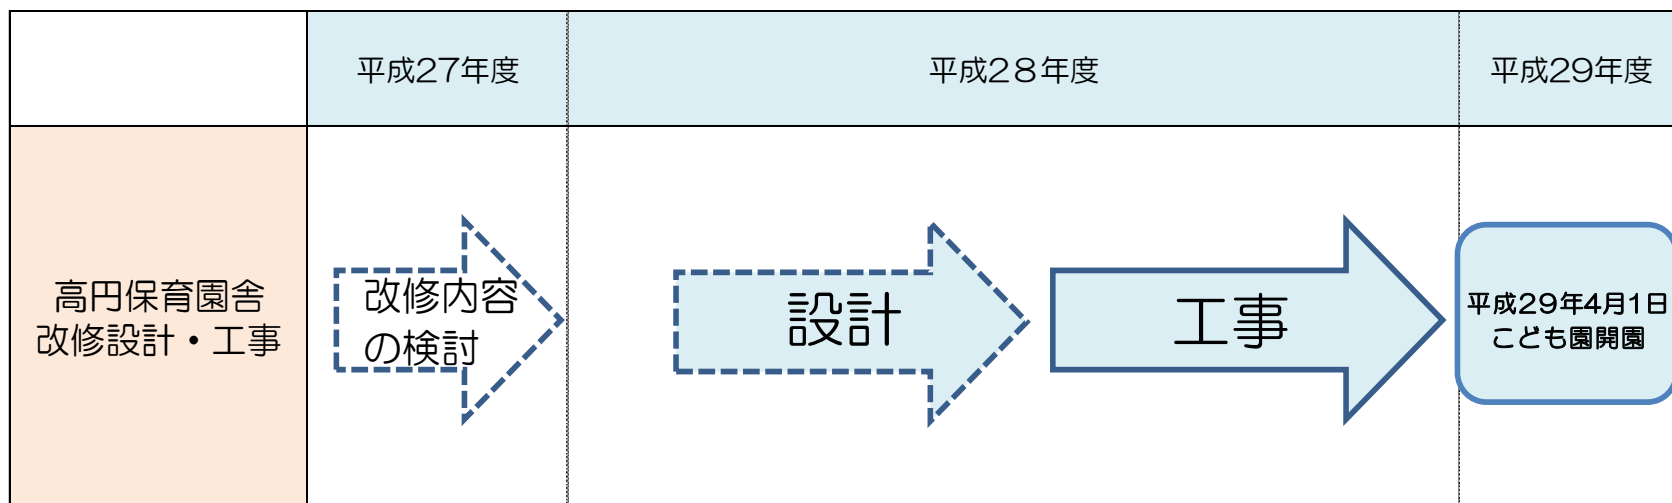 平成27年度
平成2８年度
平成29年度
高円保育園舎
改修設計・工事
改修内容
の検討
設計
工事
平成29年4月1日
こども園開園